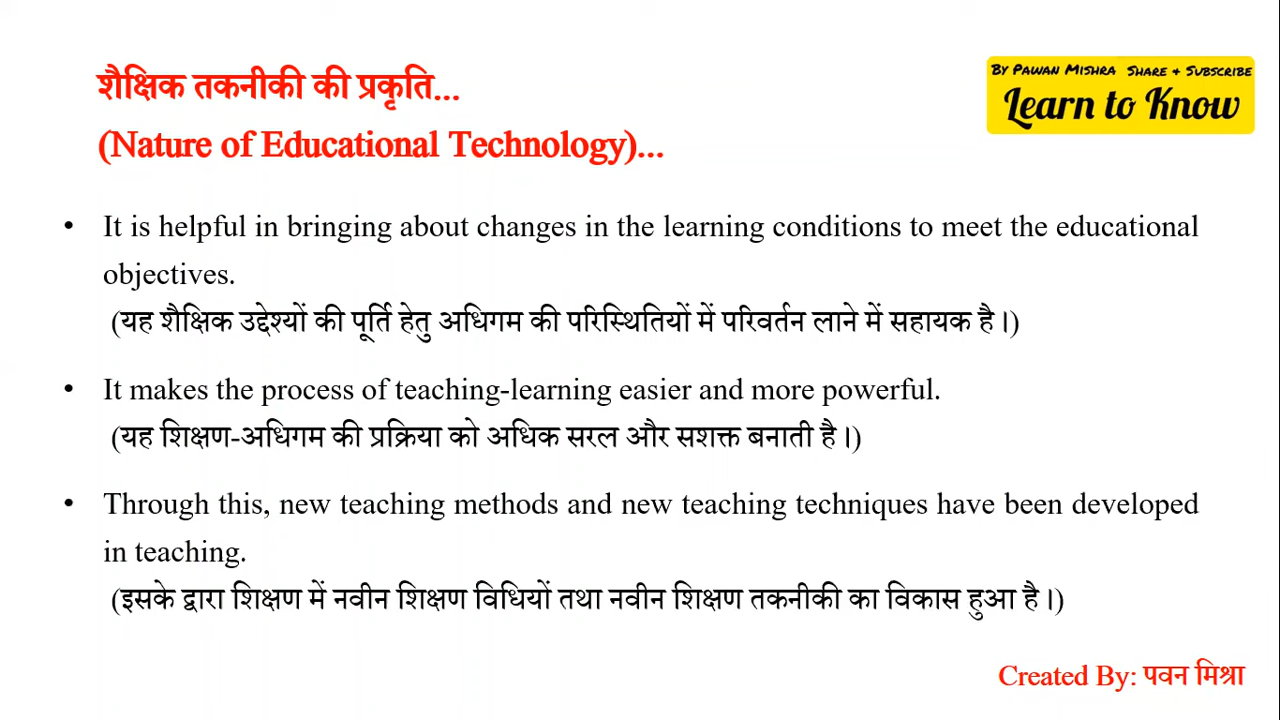 शैक्षिक तकनीकी की प्रकृति...
By Pawan Mishra Share + Subscribe
Learn to Know
(Nature of Educational Technology)...
• It is helpful in bringing about changes in the learning conditions to meet the educational
objectives.
(यह शैक्षिक उद्देश्यों की पूर्ति हेतु अधिगम की परिस्थितियों में परिवर्तन लाने में सहायक है।)
• It makes the process of teaching-learning easier and more powerful.
(यह शिक्षण-अधिगम की प्रक्रिया को अधिक सरल और सशक्त बनाती है।)
• Through this, new teaching methods and new teaching techniques have been developed
in teaching.
(इसके द्वारा शिक्षण में नवीन शिक्षण विधियों तथा नवीन शिक्षण तकनीकी का विकास हुआ है।)
Created By: पवन मिश्रा